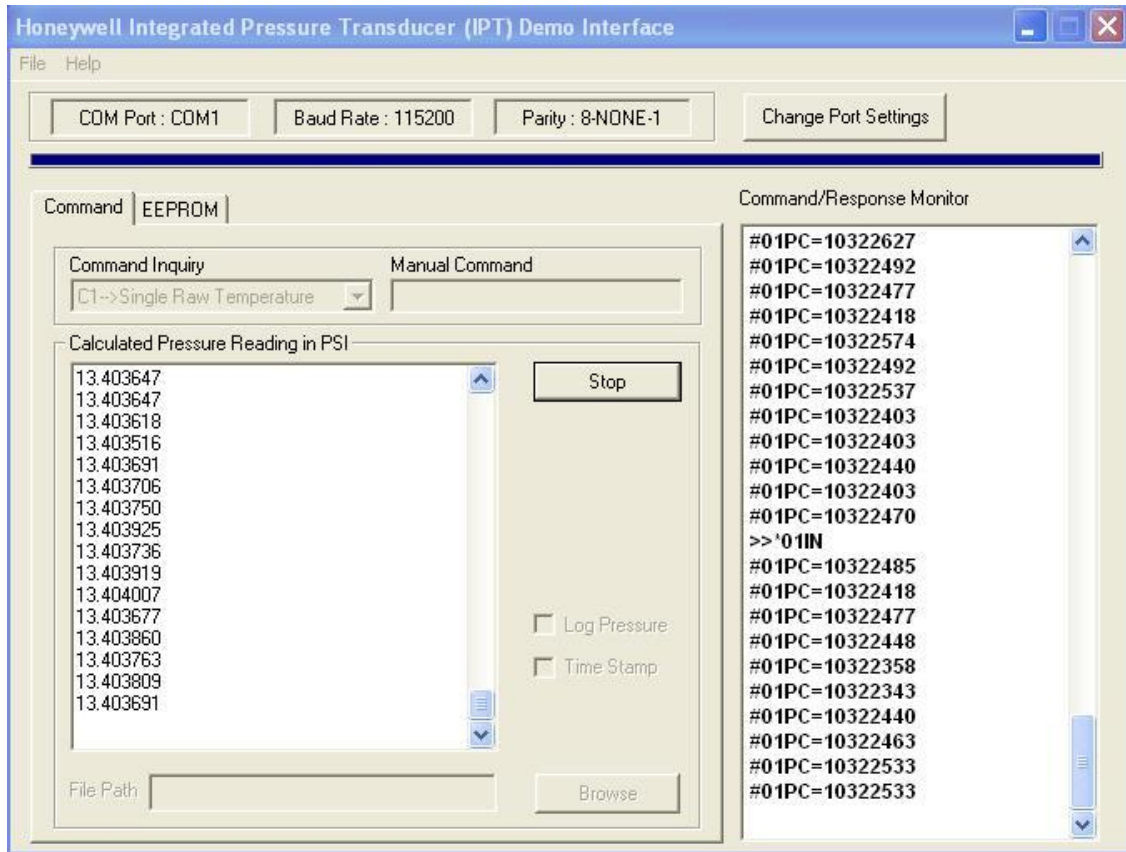 Honeywell Integrated Pressure Transducer (IPT) Demo Interface
File Help
COM Port : COM1
Baud Rate : 115200
Parity : 8-NONE-1
Change Port Settings
Command
EEPROM
Command Inquiry
Manual Command
C1-->Single Raw Temperature
Calculated Pressure Reading in PSI
13.403647
13.403647
13.403618
13.403516
13.403691
13.403706
13.403750
13.403925
13.403736
13.403919
13.404007
13.403677
13.403860
13.403763
13.403809
13.403691
Stop
Log Pressure
Time Stamp
File Path
Browse
Command/Response Monitor
#01PC=10322627
#01PC=10322492
#01PC=10322477
#01PC=10322418
#01PC=10322574
#01PC=10322492
#01PC=10322537
#01PC=10322403
#01PC=10322403
#01PC=10322440
#01PC=10322403
#01PC=10322470
>>*01IN
#01PC=10322485
#01PC=10322418
#01PC=10322477
#01PC=10322448
#01PC=10322358
#01PC=10322343
#01PC=10322440
#01PC=10322463
#01PC=10322533
#01PC=10322533